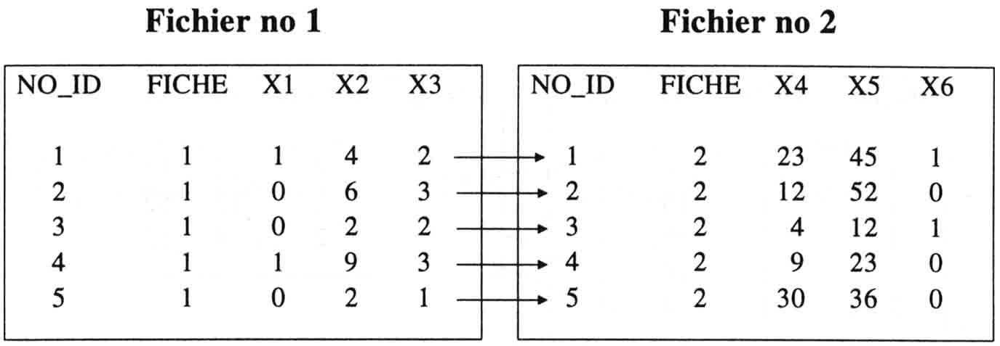 Fichier no 1 Fichier no 2
NO_ID FICHE X1 X2 X3 NO_ID FICHE X4 X5 X6
1 1 1 4 2 1 2 23 45 1
2 1 0 6 3 2 2 12 52 0
3 1 0 2 2 3 2 4 12 1
4 1 1 9 3 4 2 9 23 0
5 1 0 2 1 5 2 30 36 0